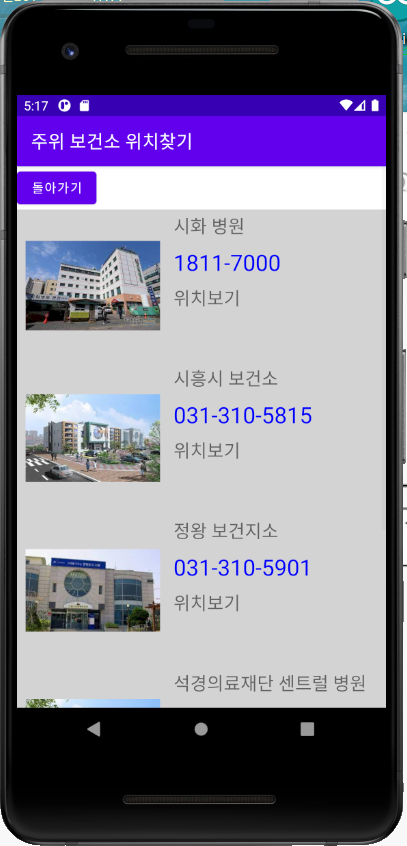 5:17
주위 보건소 위치찾기
돌아가기
시화 병원
1811-7000
위치보기
시흥시 보건소
031-310-5815
위치보기
정왕 보건지소
031-310-5901
위치보기
석경의료재단 센트럴 병원